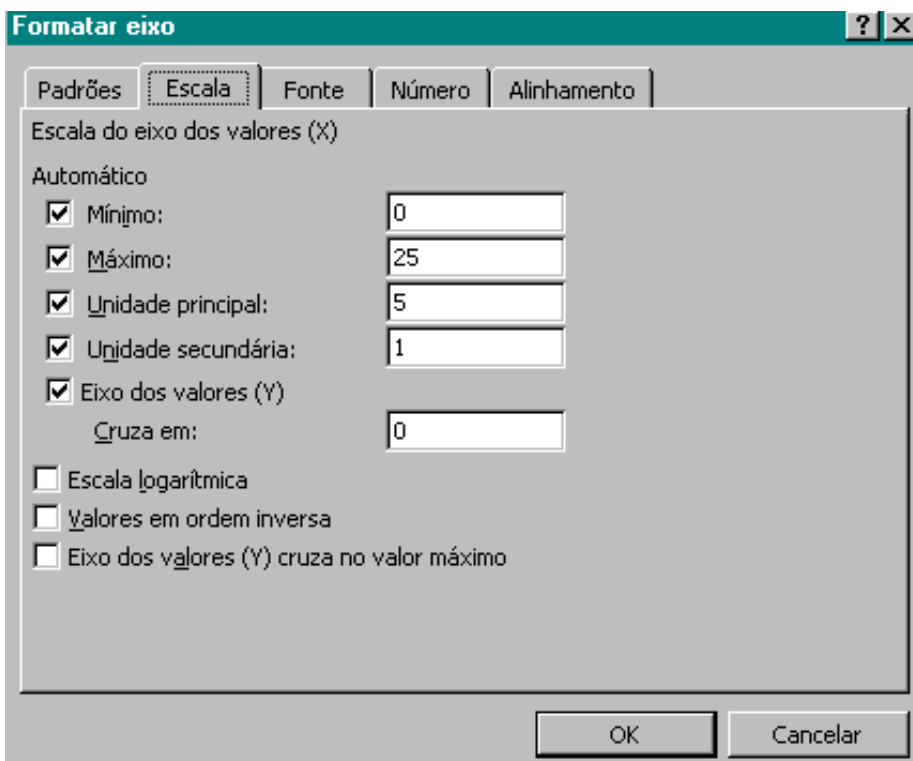 Formatar eixo
Padrões Escala Fonte Número Alinhamento
Escala do eixo dos valores (X)
Automático
Mínimo: 0
Máximo: 25
Unidade principal: 5
Unidade secundária: 1
Eixo dos valores (Y)
Cruza em: 0
Escala logarítmica
Valores em ordem inversa
Eixo dos valores (Y) cruza no valor máximo
OK Cancelar